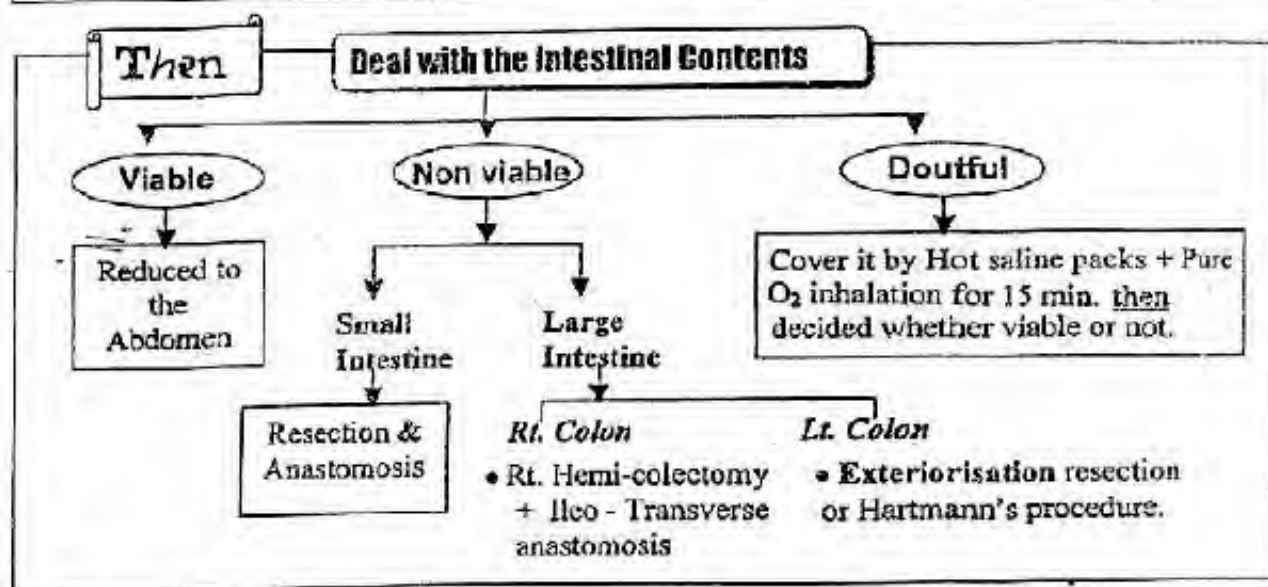 Then
Deal with the Intestinal Contents
Viable
Non viable
Doutful
Reduced to
the
Abdomen
Small
Intestine
Large
Intestine
Cover it by Hot saline packs + Pure
O₂ inhalation for 15 min. then
decided whether viable or not.
Resection &
Anastomosis
Rt. Colon
• Rt. Hemi-colectomy
+ Ileo - Transverse
anastomosis
Lt. Colon
• Exteriorisation resection
or Hartmann's procedure.